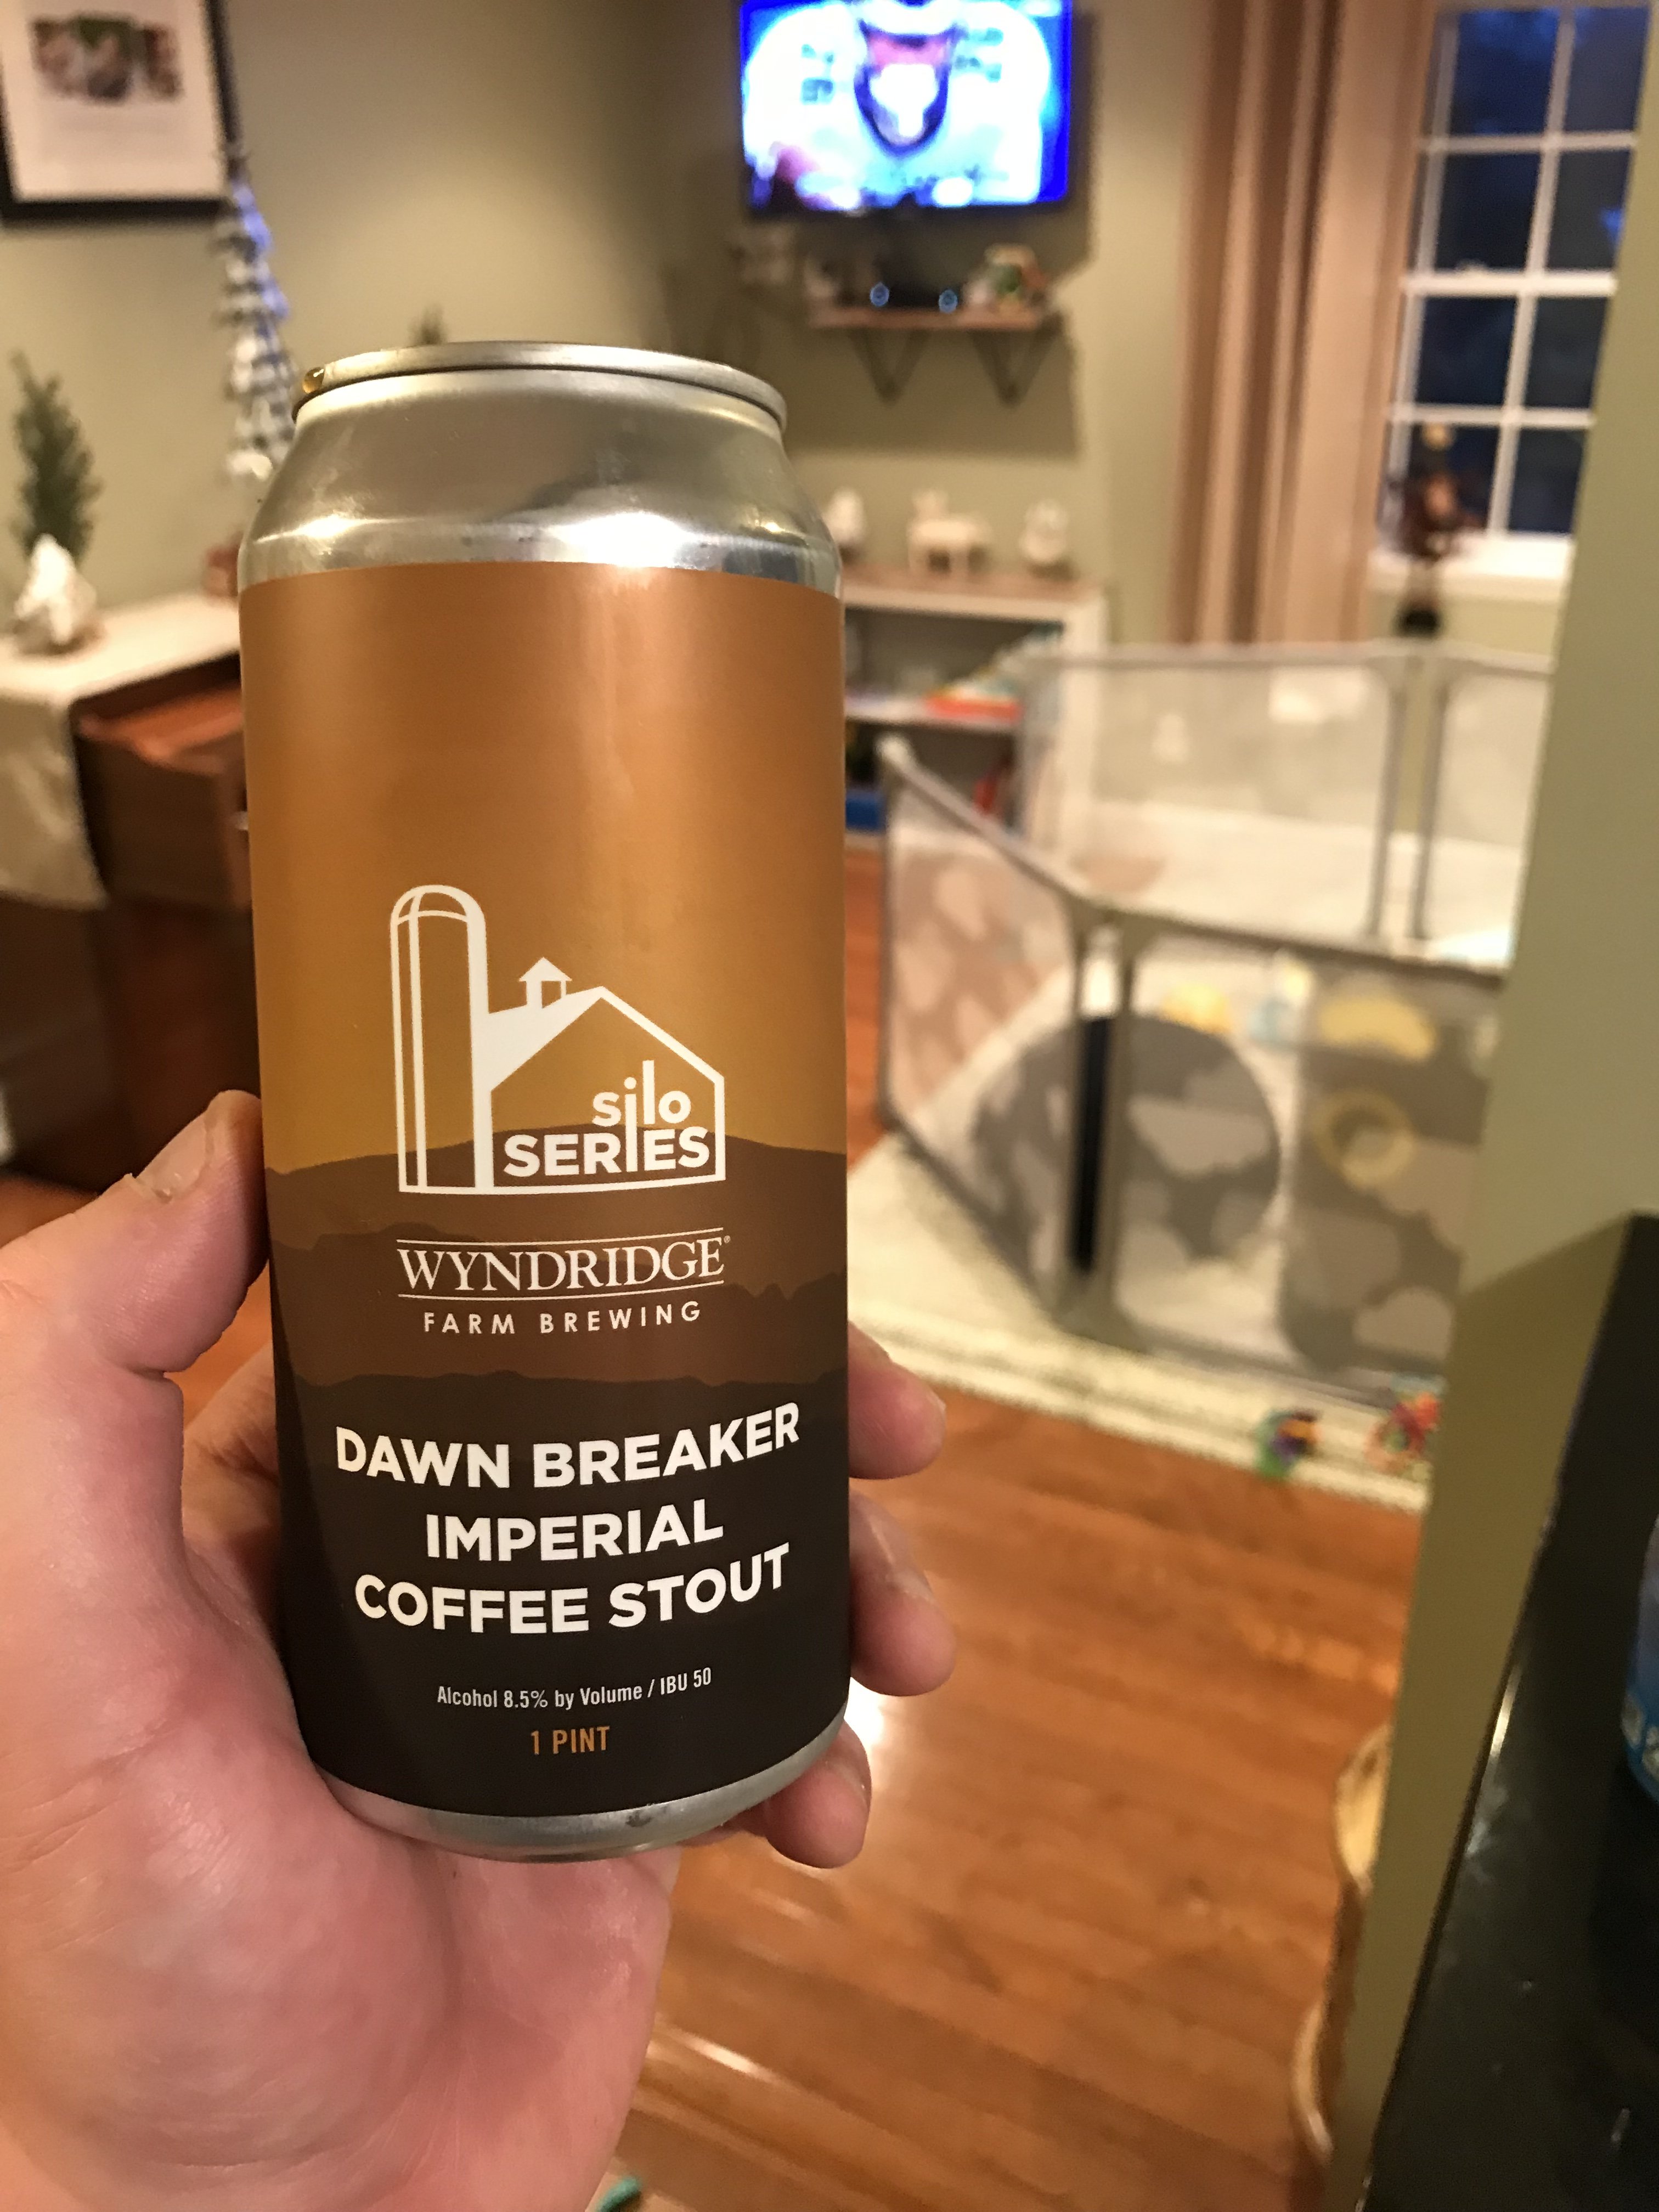 silo
SERIES
WYNDRIDGE®
FARM BREWING
DAWN BREAKER
IMPERIAL
COFFEE STOUT
Alcohol 8.5% by Volume / IBU 50
1 PINT